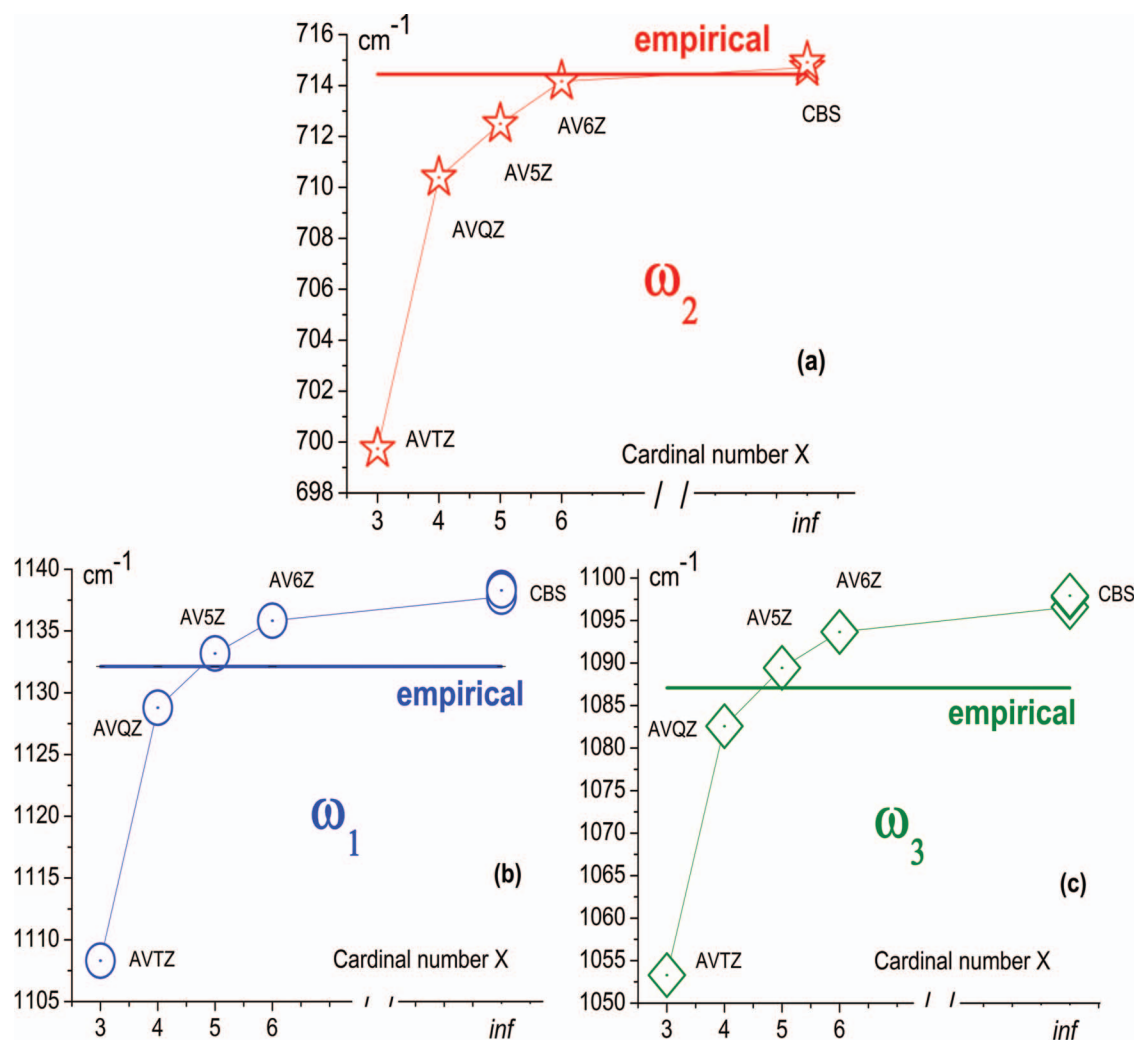 716
cm⁻¹
empirical
714
CBS
712
AV6Z
AV5Z
710
AVQZ
708
706
ω₂
704
(a)
702
700
AVTZ
Cardinal number X
698
3 4 5 6 / / inf
1140
cm⁻¹
AV6Z
CBS
1135
AV5Z
1130
empirical
AVQZ
1125
1120
ω₁
1115
(b)
1110
AVTZ
Cardinal number X
1105
3 4 5 6 / / inf
1100
cm⁻¹
AV6Z
CBS
1095
AV5Z
1090
1085
empirical
AVQZ
1080
1075
1070
ω₃
1065
(c)
1060
1055
AVTZ
Cardinal number X
1050
3 4 5 6 / / inf